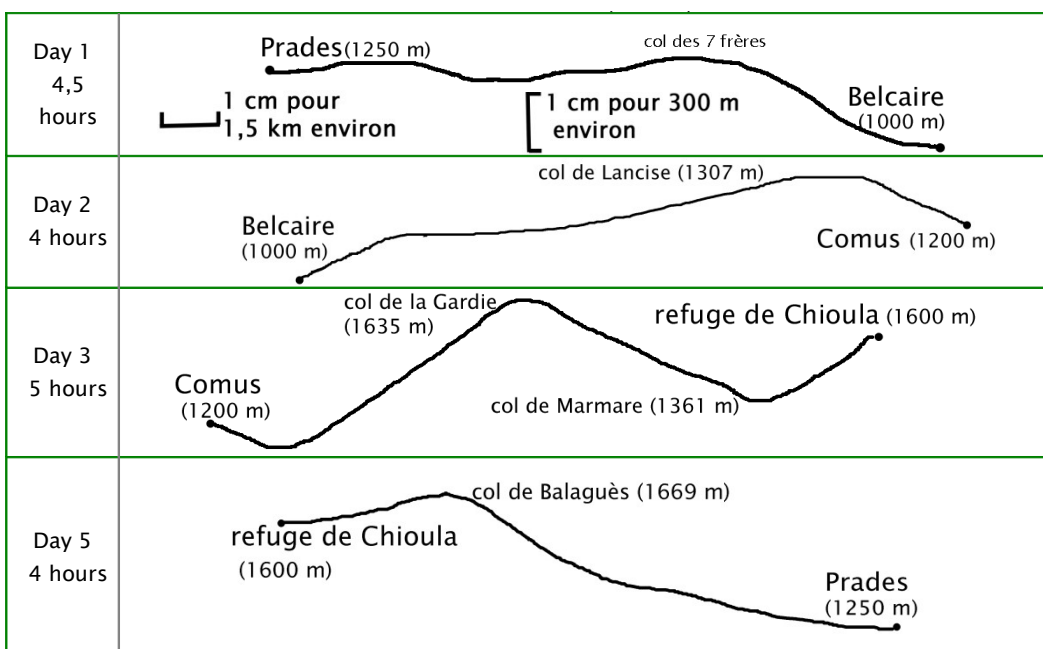 Day 1
4,5
hours
Prades(1250 m)
col des 7 frères
1 cm pour
1,5 km environ
1 cm pour 300 m
environ
Belcaire
(1000 m)
Day 2
4 hours
Belcaire
(1000 m)
col de Lancise (1307 m)
Comus (1200 m)
Day 3
5 hours
Comus
(1200 m)
col de la Gardie
(1635 m)
col de Marmare (1361 m)
refuge de Chioula (1600 m)
Day 5
4 hours
refuge de Chioula
(1600 m)
col de Balaguès (1669 m)
Prades
(1250 m)